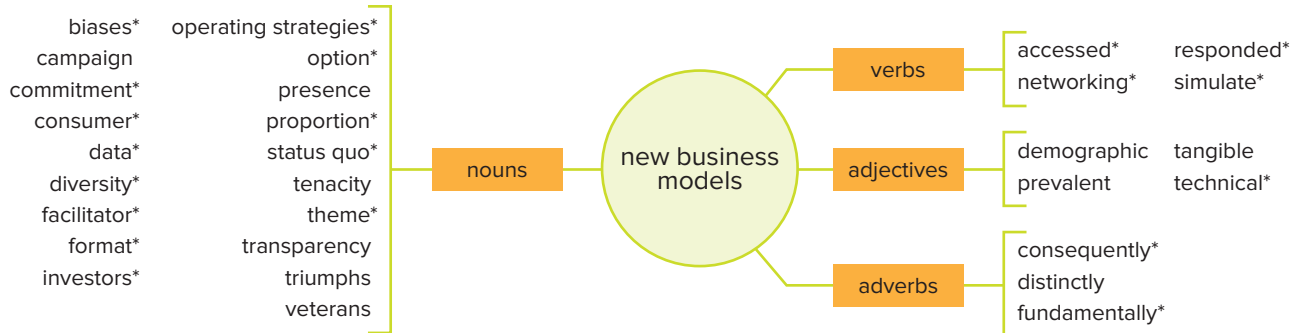 biases*
campaign
commitment*
consumer*
data*
diversity*
facilitator*
format*
investors*
operating strategies*
option*
presence
proportion*
status quo*
tenacity
theme*
transparency
triumphs
veterans
nouns
new business
models
verbs
accessed*
networking*
responded*
simulate*
adjectives
demographic
prevalent
tangible
technical*
adverbs
consequently*
distinctly
fundamentally*